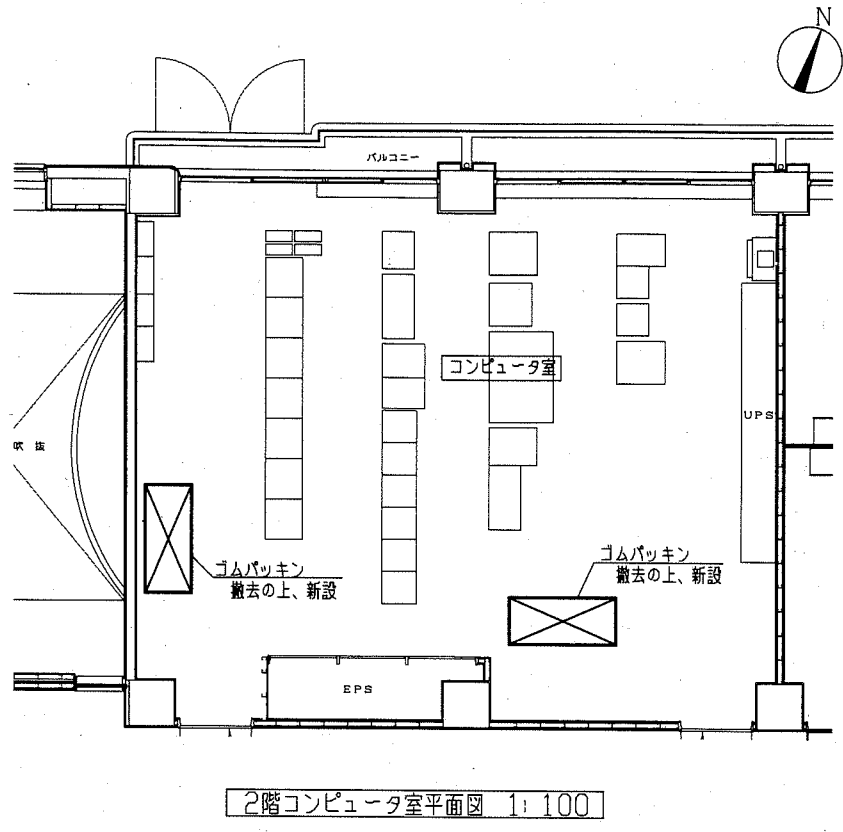 N
バルコニー
コンピュータ室
UPS
吹抜
ゴムパッキン
撤去の上、新設
ゴムパッキン
撤去の上、新設
EPS
2階コンピュータ室平面図 1:100